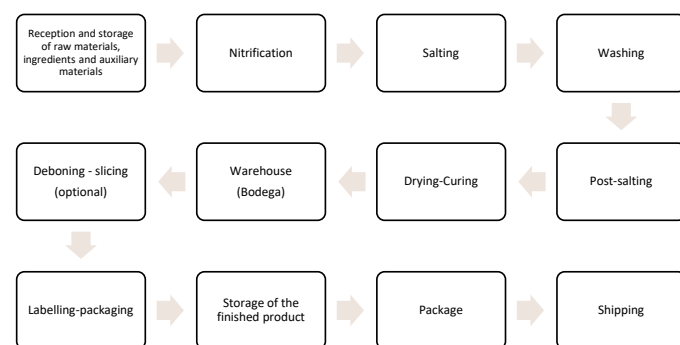 Reception and storage
of raw materials,
ingredients and auxiliary
materials
Nitrification
Salting
Washing
Post-salting
Drying-Curing
Warehouse
(Bodega)
Deboning - slicing
(optional)
Labelling-packaging
Storage of the
finished product
Package
Shipping